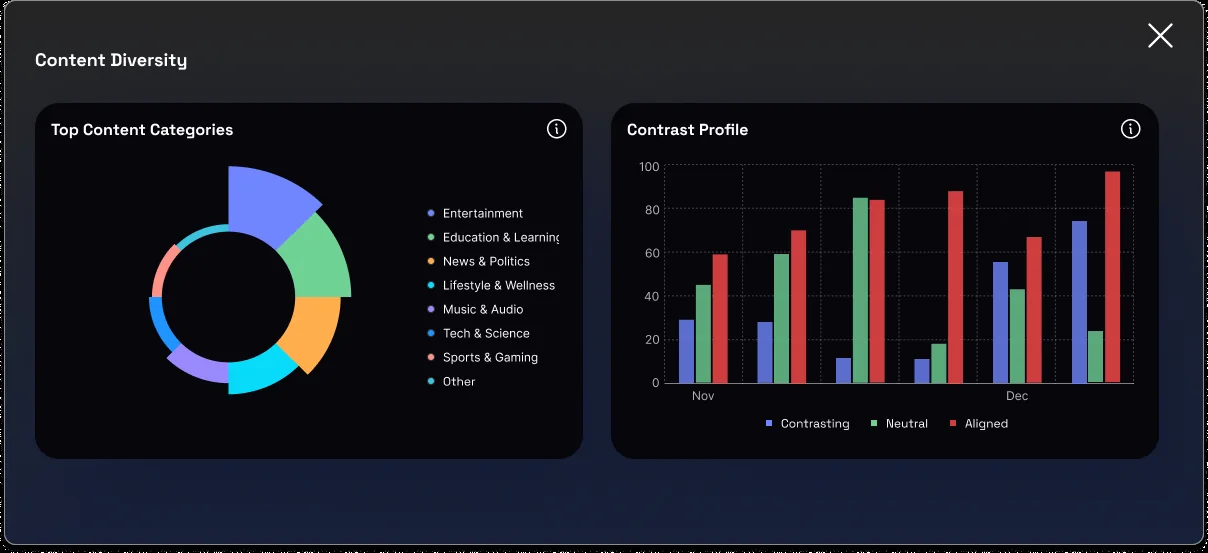 Content Diversity
Top Content Categories
Entertainment
Education & Learning
News & Politics
Lifestyle & Wellness
Music & Audio
Tech & Science
Sports & Gaming
Other
Contrast Profile
100
80
60
40
20
0
Nov Dec
Contrasting Neutral Aligned